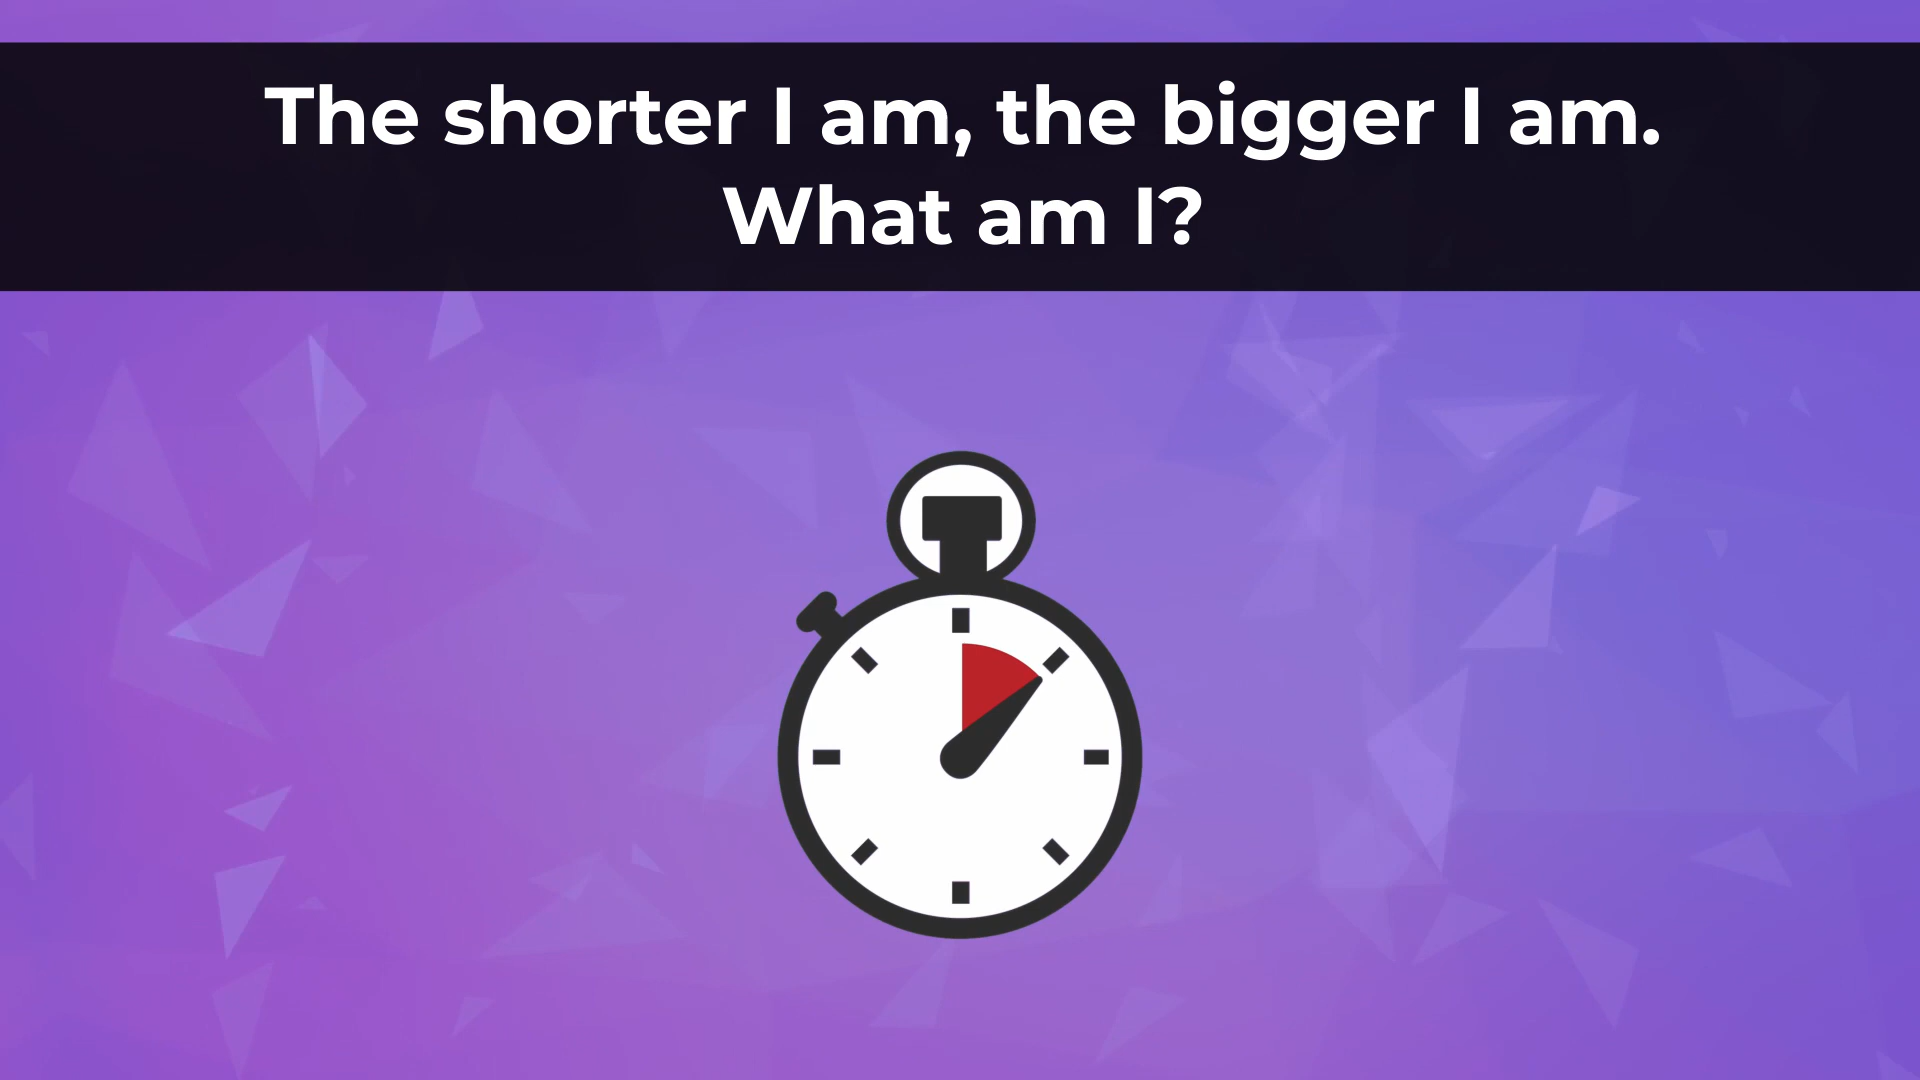 The shorter I am, the bigger I am.
What am I?